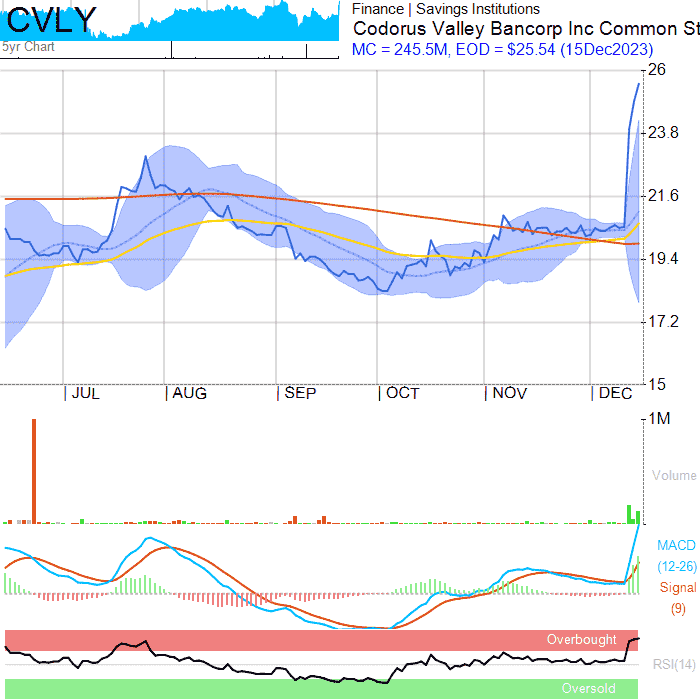 CVLY
5yr Chart
Finance | Savings Institutions
Codorus Valley Bancorp Inc Common St
MC = 245.5M, EOD = $25.54 (15Dec2023)
26
23.8
21.6
19.4
17.2
15
JUL
AUG
SEP
OCT
NOV
DEC
1M
Volume
MACD
(12-26)
Signal
(9)
Overbought
RSI(14)
Oversold